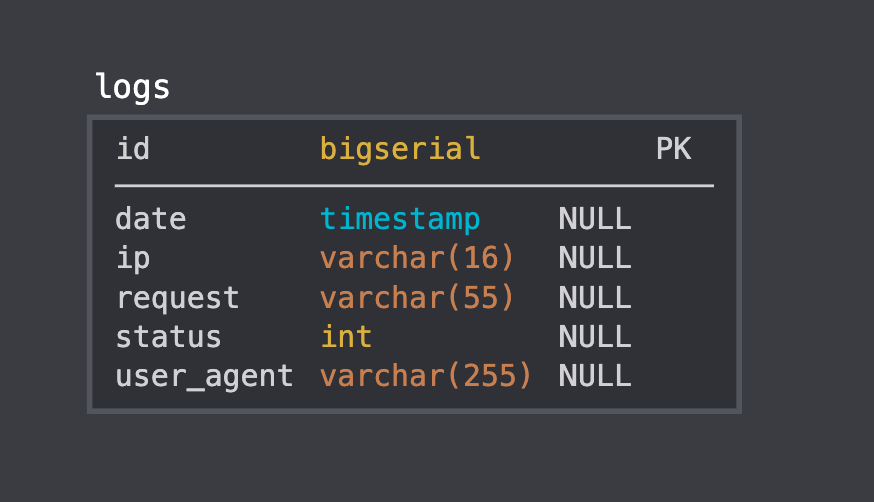 logs
id bigserial PK
date timestamp NULL
ip varchar(16) NULL
request varchar(55) NULL
status int NULL
user_agent varchar(255) NULL